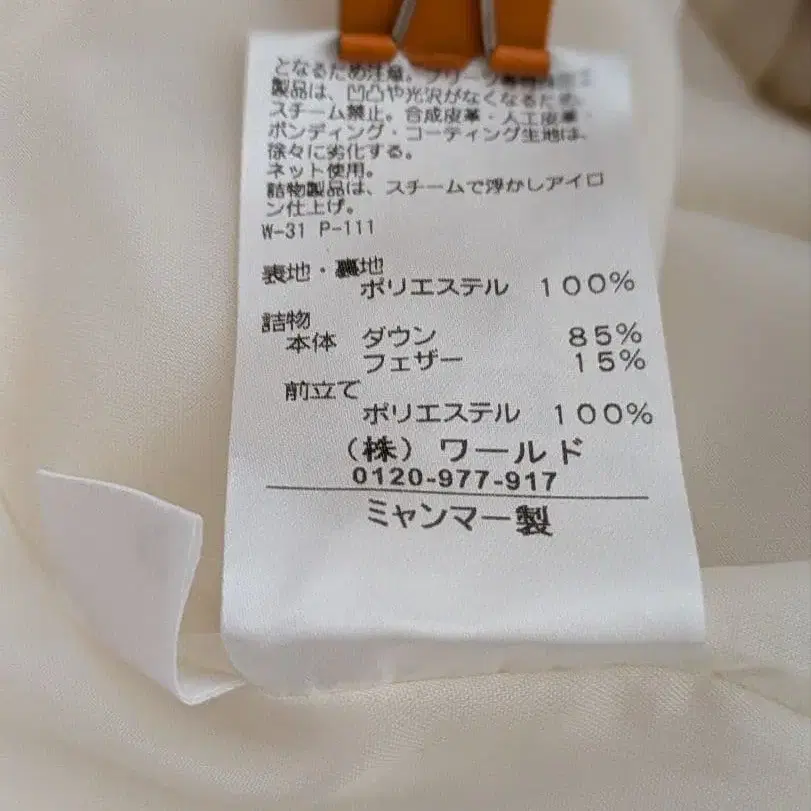 となるため注意。プリーツ
製品は、凹凸や光沢がなくなるため、
スチーム禁止。合成皮革・人工皮革・
ボンディング・コーティング生地は、
徐々に劣化する。
ネット使用。
詰物製品は、スチームで浮かしアイロ
ン仕上げ。
W-31 P-111
表地・裏地
ポリエステル 100%
詰物
本体 ダウン 85%
フェザー 15%
前立て
ポリエステル 100%
(株) ワールド
0120-977-917
ミャンマー製